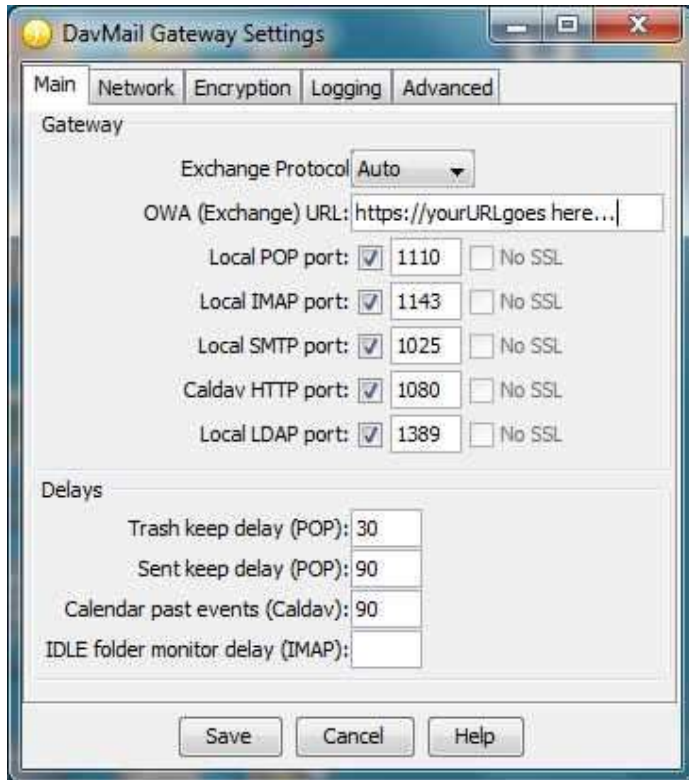 DavMail Gateway Settings
Main Network Encryption Logging Advanced
Gateway
Exchange Protocol Auto
OWA (Exchange) URL: https://yourURLgoes here...
Local POP port: 1110 No SSL
Local IMAP port: 1143 No SSL
Local SMTP port: 1025 No SSL
Caldav HTTP port: 1080 No SSL
Local LDAP port: 1389 No SSL
Delays
Trash keep delay (POP): 30
Sent keep delay (POP): 90
Calendar past events (Caldav): 90
IDLE folder monitor delay (IMAP):
Save Cancel Help